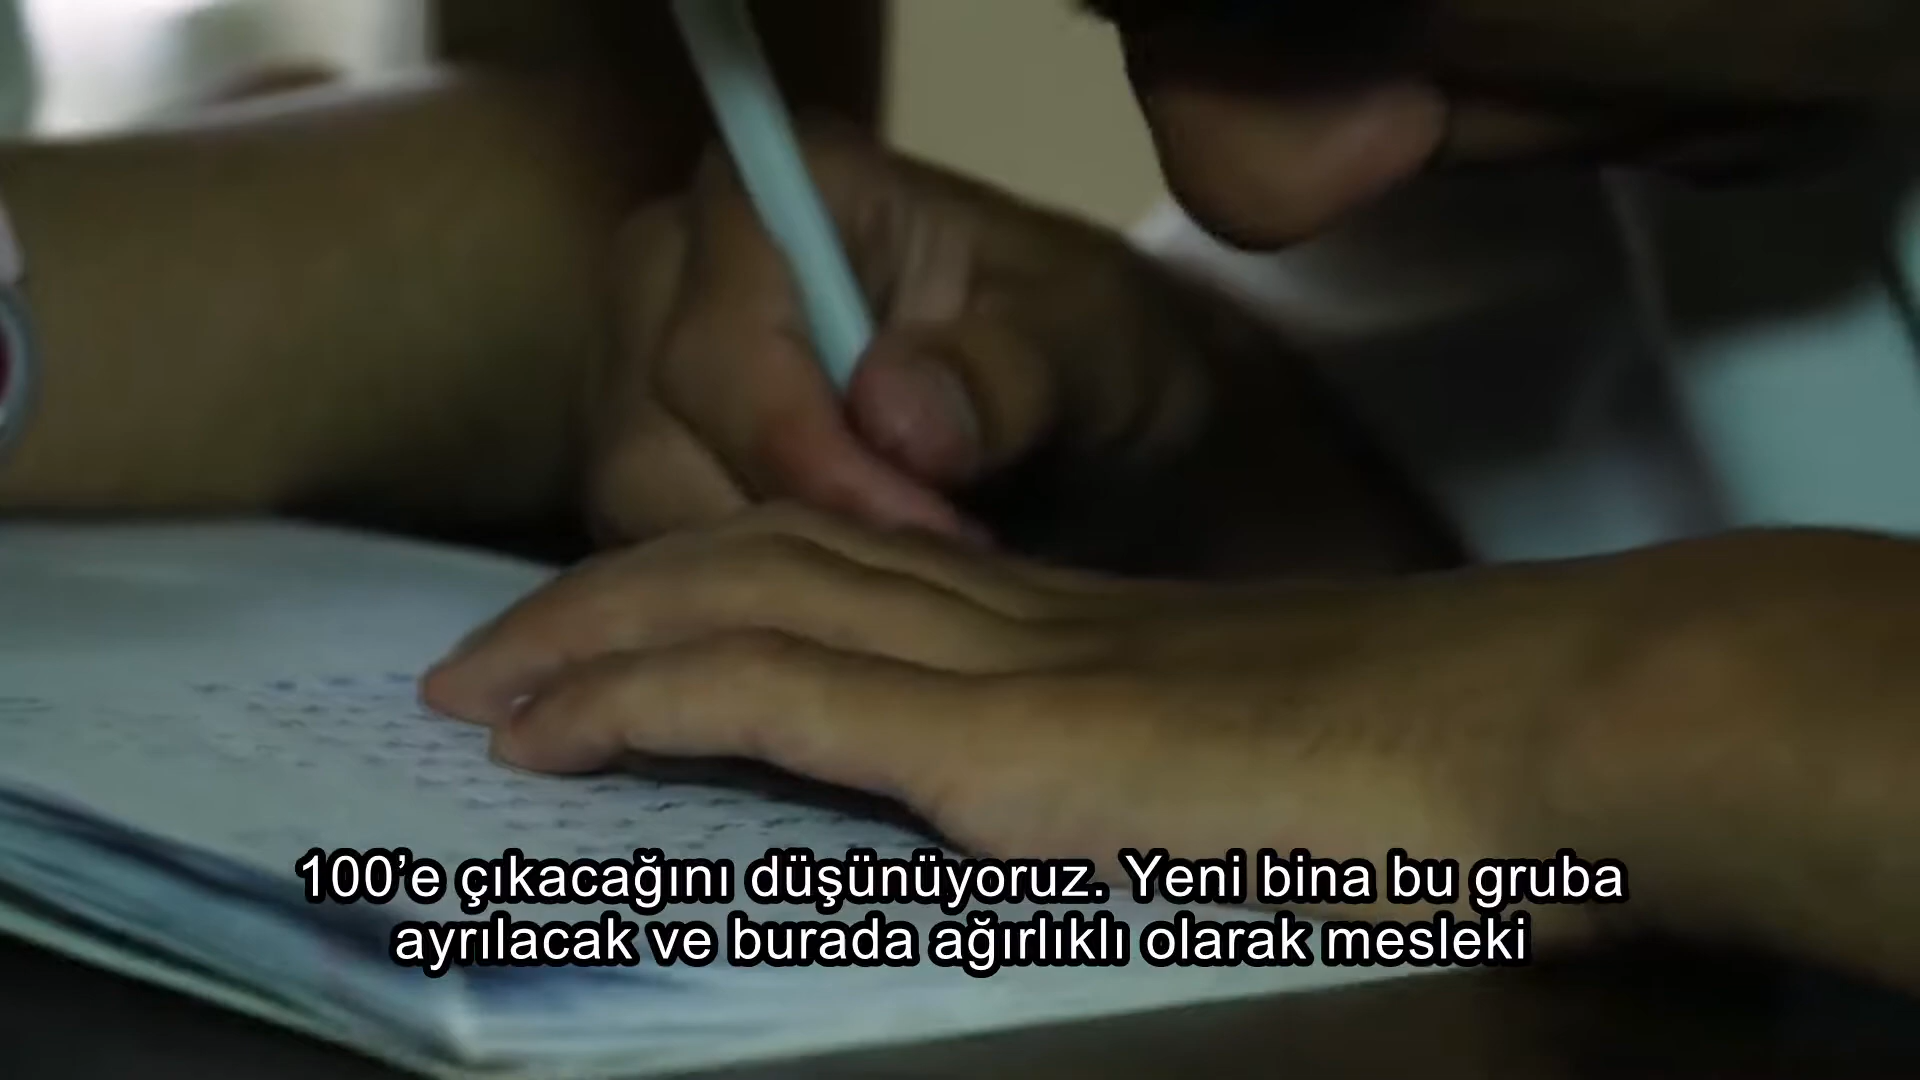 100’e çıkacağını düşünüyoruz. Yeni bina bu gruba
ayrılacak ve burada ağırlıklı olarak mesleki